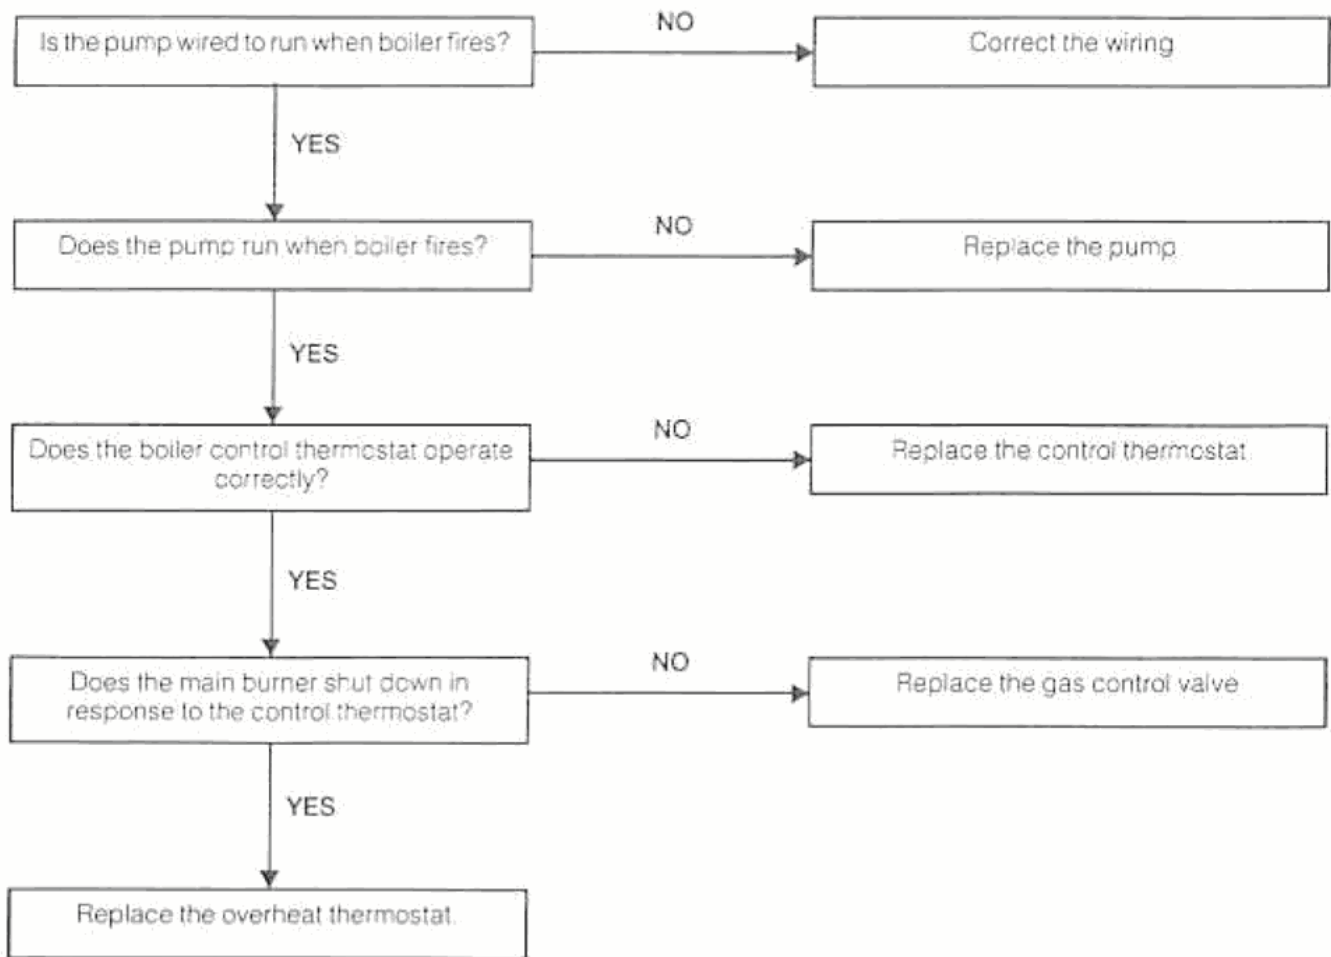 Is the pump wired to run when boiler fires?
NO
Correct the wiring
YES
Does the pump run when boiler fires?
NO
Replace the pump
YES
Does the boiler control thermostat operate
correctly?
NO
Replace the control thermostat
YES
Does the main burner shut down in
response to the control thermostat?
NO
Replace the gas control valve
YES
Replace the overheat thermostat.